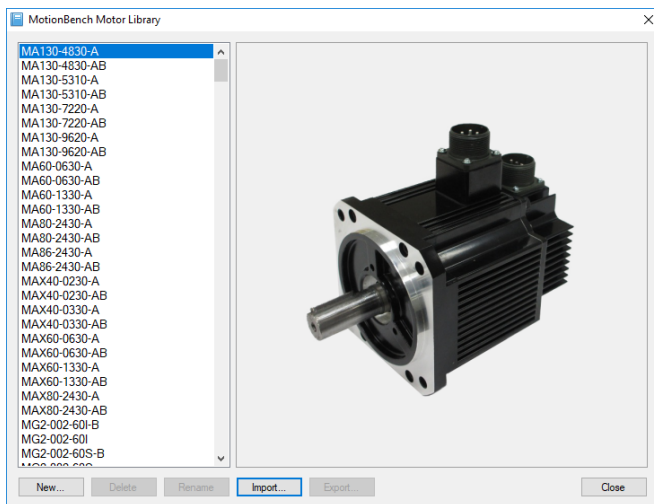 MotionBench Motor Library
MA130-4830-A
MA130-4830-AB
MA130-5310-A
MA130-5310-AB
MA130-7220-A
MA130-7220-AB
MA130-9620-A
MA130-9620-AB
MA60-0630-A
MA60-0630-AB
MA60-1330-A
MA60-1330-AB
MA80-2430-A
MA80-2430-AB
MA86-2430-A
MA86-2430-AB
MAX40-0230-A
MAX40-0230-AB
MAX40-0330-A
MAX40-0330-AB
MAX60-0630-A
MAX60-0630-AB
MAX60-1330-A
MAX60-1330-AB
MAX80-2430-A
MAX80-2430-AB
MG2-002-60I-B
MG2-002-60I
MG2-002-60S-B
New... Delete Rename Import... Export... Close